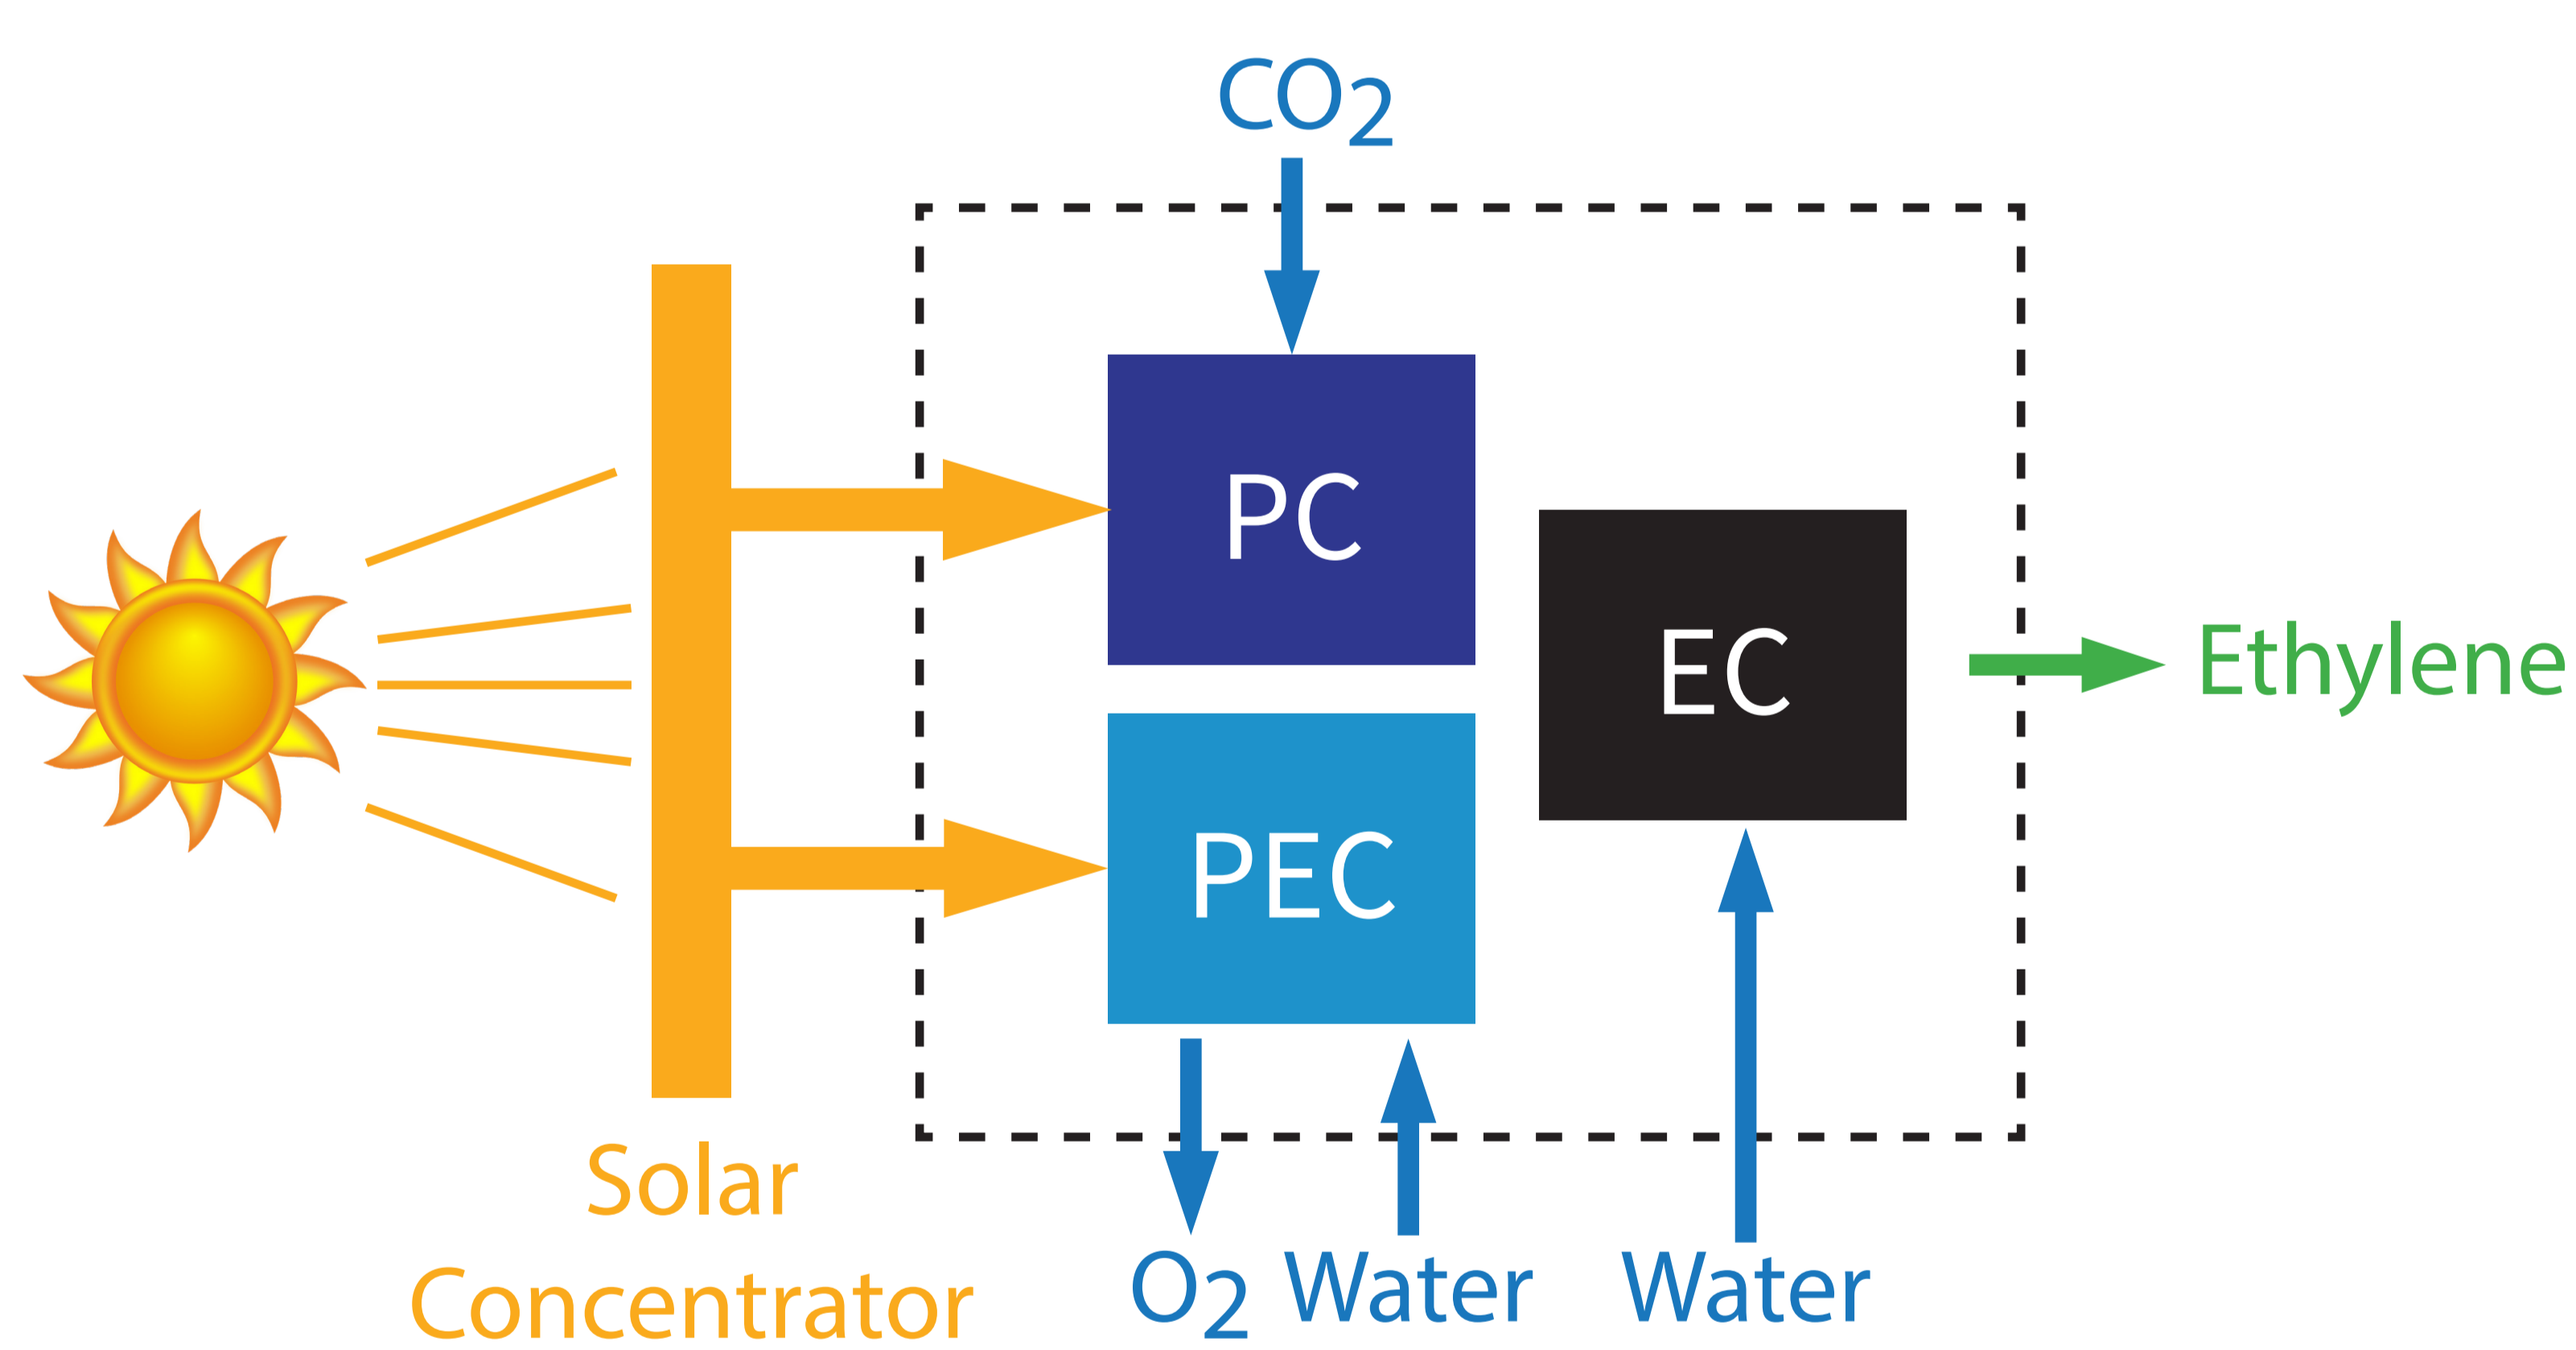 CO2
PC
EC
Ethylene
PEC
Solar
Concentrator
O2
Water
Water